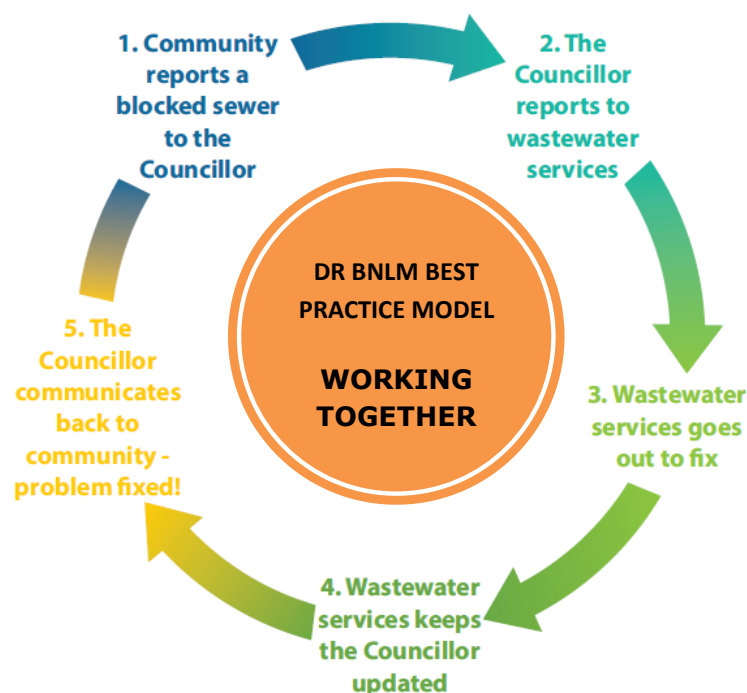 1. Community
reports a
blocked sewer
to the
Councillor
2. The
Councillor
reports to
wastewater
services
3. Wastewater
services goes
out to fix
4. Wastewater
services keeps
the Councillor
updated
5. The
Councillor
communicates
back to
community -
problem fixed!
DR BNLM BEST
PRACTICE MODEL
WORKING
TOGETHER